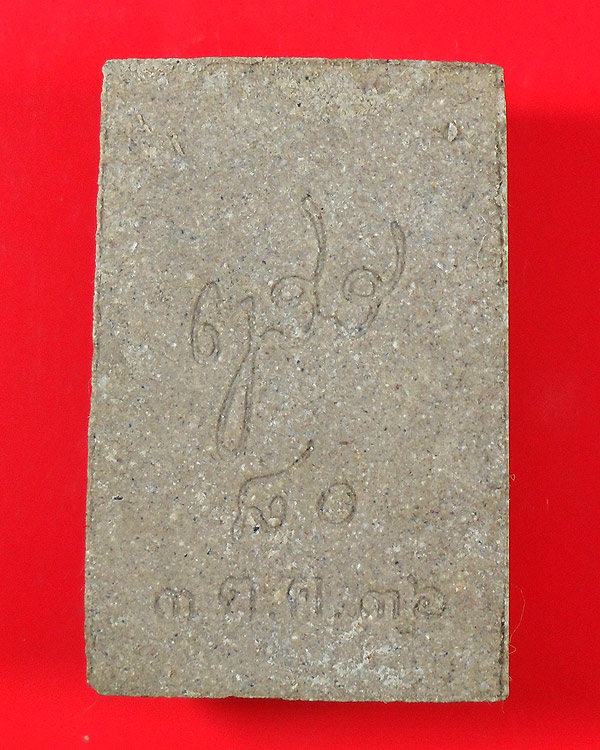 ญสส
๘๐
๓ ต.ค. ๓๖